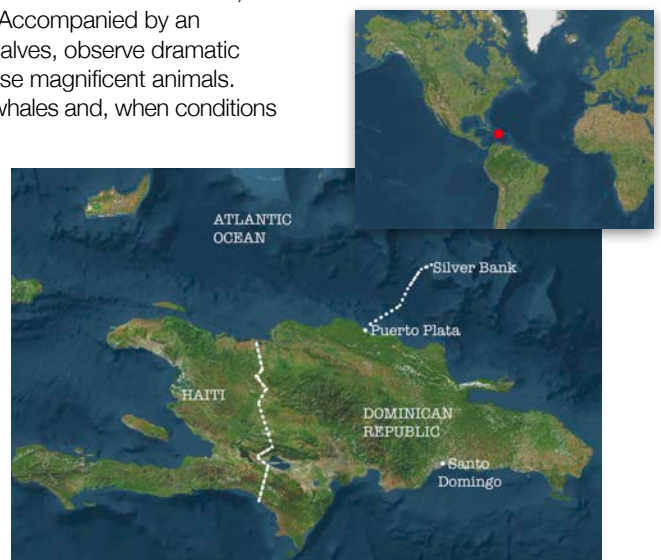 Accompanied by an
alves, observe dramatic
se magnificent animals.
whales and, when conditions
ATLANTIC
OCEAN
Silver Bank
Puerto Plata
HAITI
DOMINICAN
REPUBLIC
Santo
Domingo